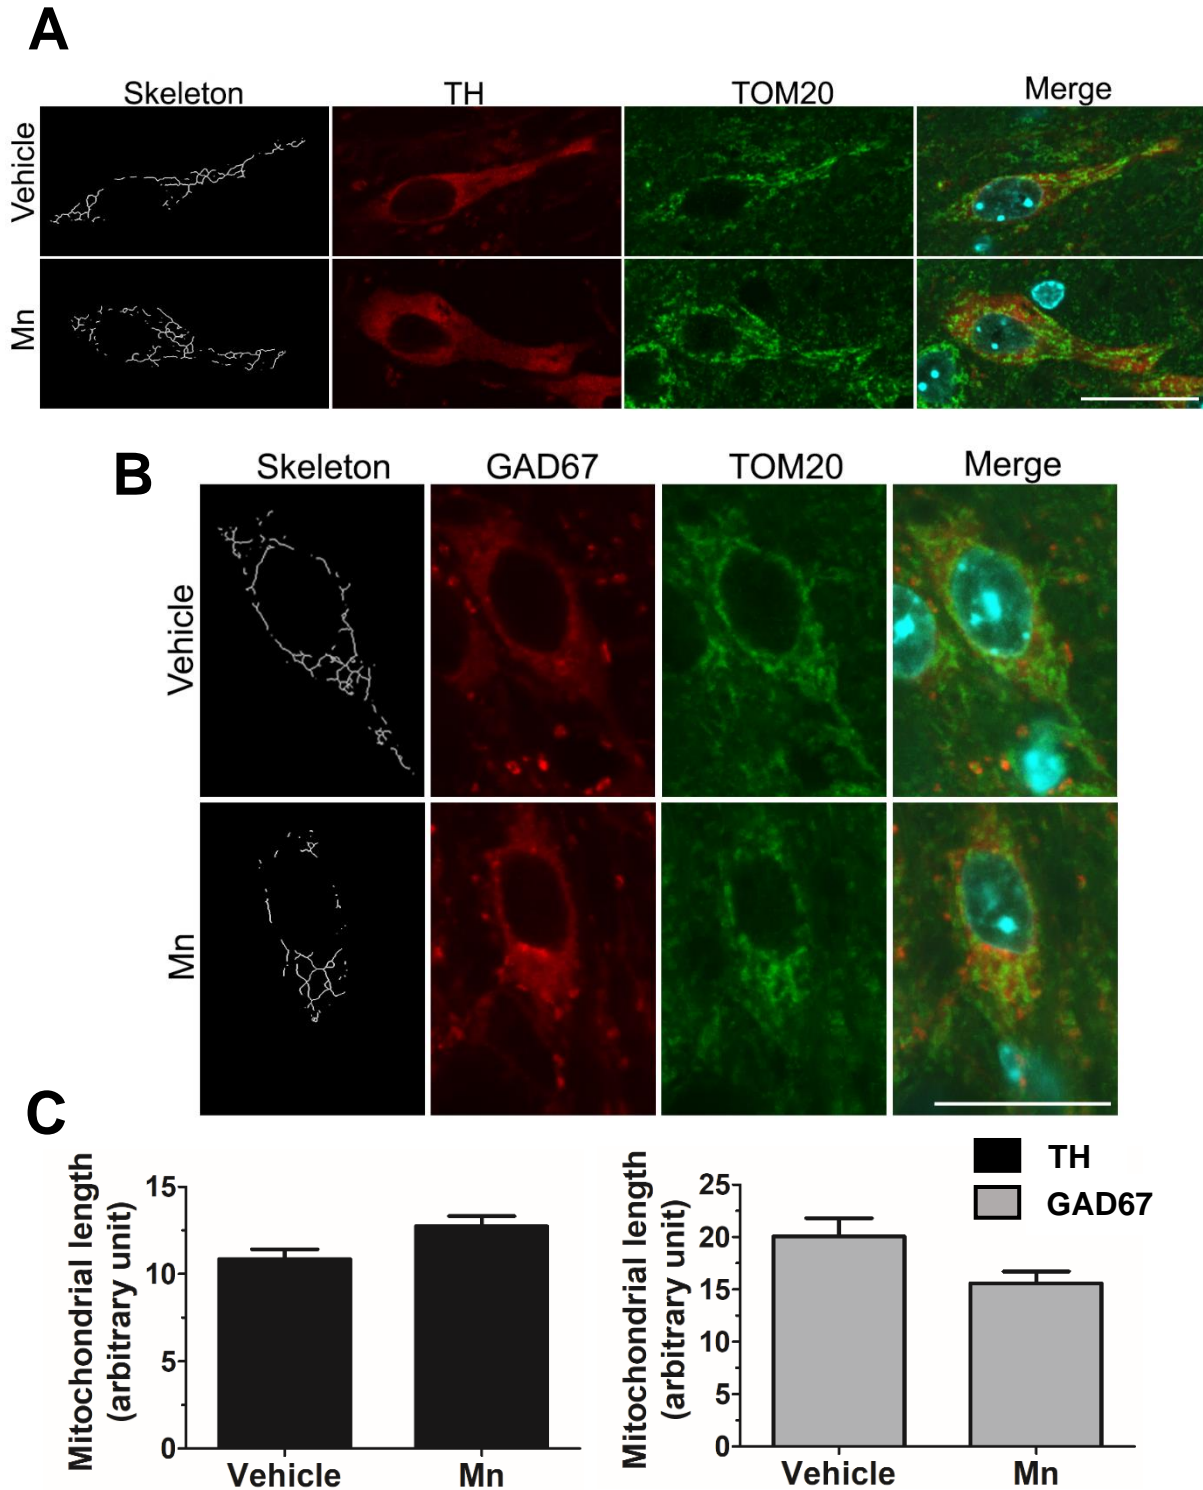 A
Skeleton TH TOM20 Merge
Vehicle
Mn
B
Skeleton GAD67 TOM20 Merge
Vehicle
Mn
C
TH
GAD67
Mitochondrial length
(arbitrary unit)
15
10
5
0
Vehicle Mn
Mitochondrial length
(arbitrary unit)
25
20
15
10
5
0
Vehicle Mn